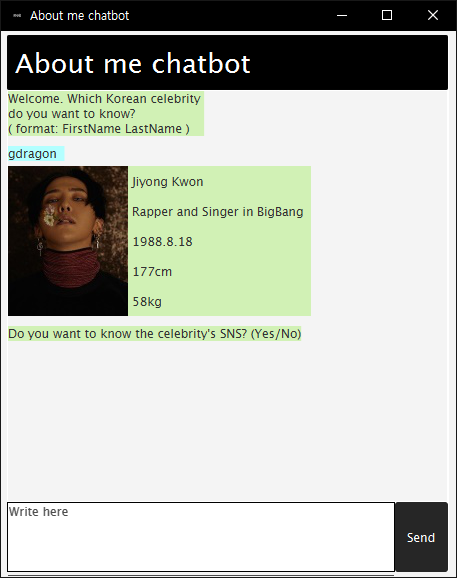 About me chatbot
About me chatbot
Welcome. Which Korean celebrity
do you want to know?
( format: FirstName LastName )
gdragon
Jiyong Kwon
Rapper and Singer in BigBang
1988.8.18
177cm
58kg
Do you want to know the celebrity's SNS? (Yes/No)
Write here
Send